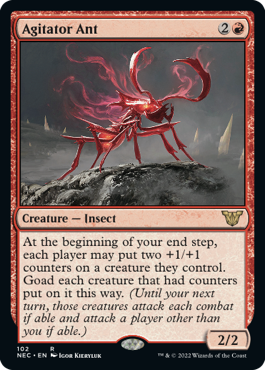 Agitator Ant 2
Creature — Insect
At the beginning of your end step,
each player may put two +1/+1
counters on a creature they control.
Goad each creature that had counters
put on it this way. (Until your next
turn, those creatures attack each combat
if able and attack a player other than
you if able.)
2/2
102 R
NEC • EN Igor Kieryluk
™ & © 2022 Wizards of the Coast